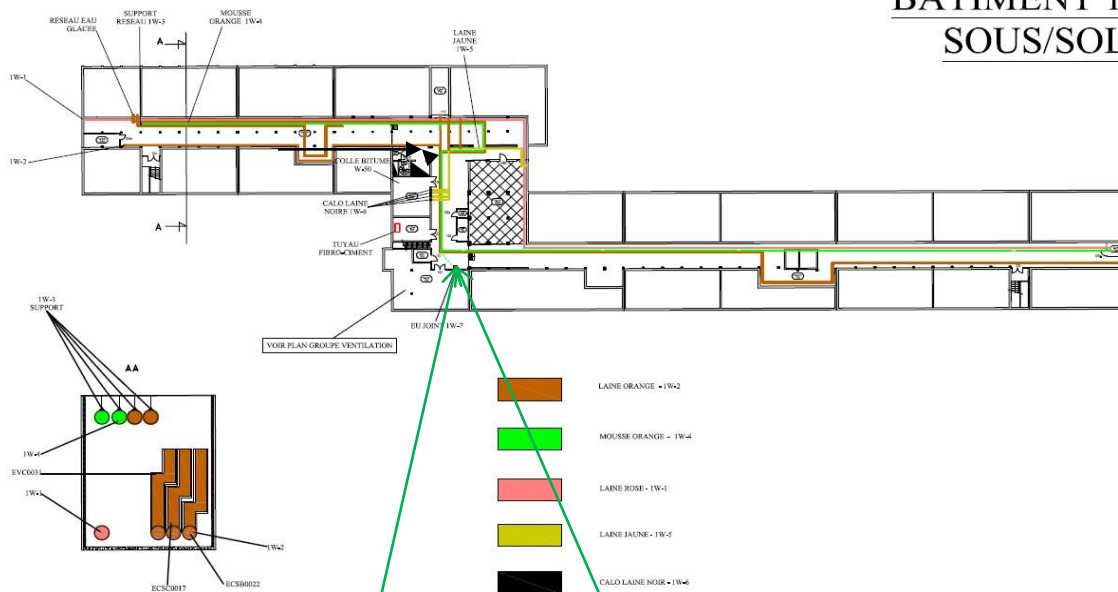 BATIMENT 1
SOUS/SOL
RESEAU EAU
GLACEE
SUPPORT
RESEAU 1W-3
MOUSSE
ORANGE 1W-4
LAINE
JAUNE
1W-5
A
1W-1
1W-2
COLLE BITUME
W-50
CALO LAINE
NOIRE 1W-6
A
TUYAU
FIBRO-CIMENT
EU JOINT 1W-7
VOIR PLAN GROUPE VENTILATION
1W-3
SUPPORT
AA
1W-4
EVC0031
1W-1
1W-2
ECSC0017
ECSB0022
LAINE ORANGE - 1W-2
MOUSSE ORANGE - 1W-4
LAINE ROSE - 1W-1
LAINE JAUNE - 1W-5
CALO LAINE NOIR - 1W-6